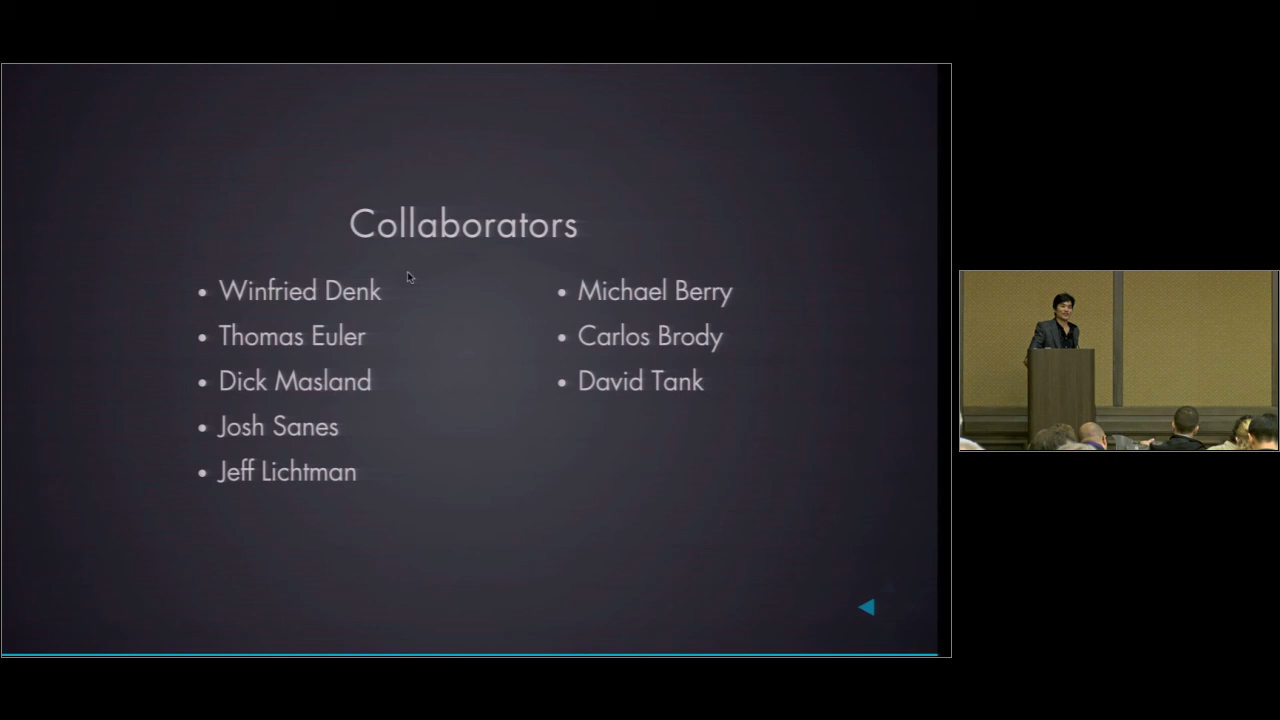 Collaborators
• Winfried Denk
• Thomas Euler
• Dick Masland
• Josh Sanes
• Jeff Lichtman
• Michael Berry
• Carlos Brody
• David Tank